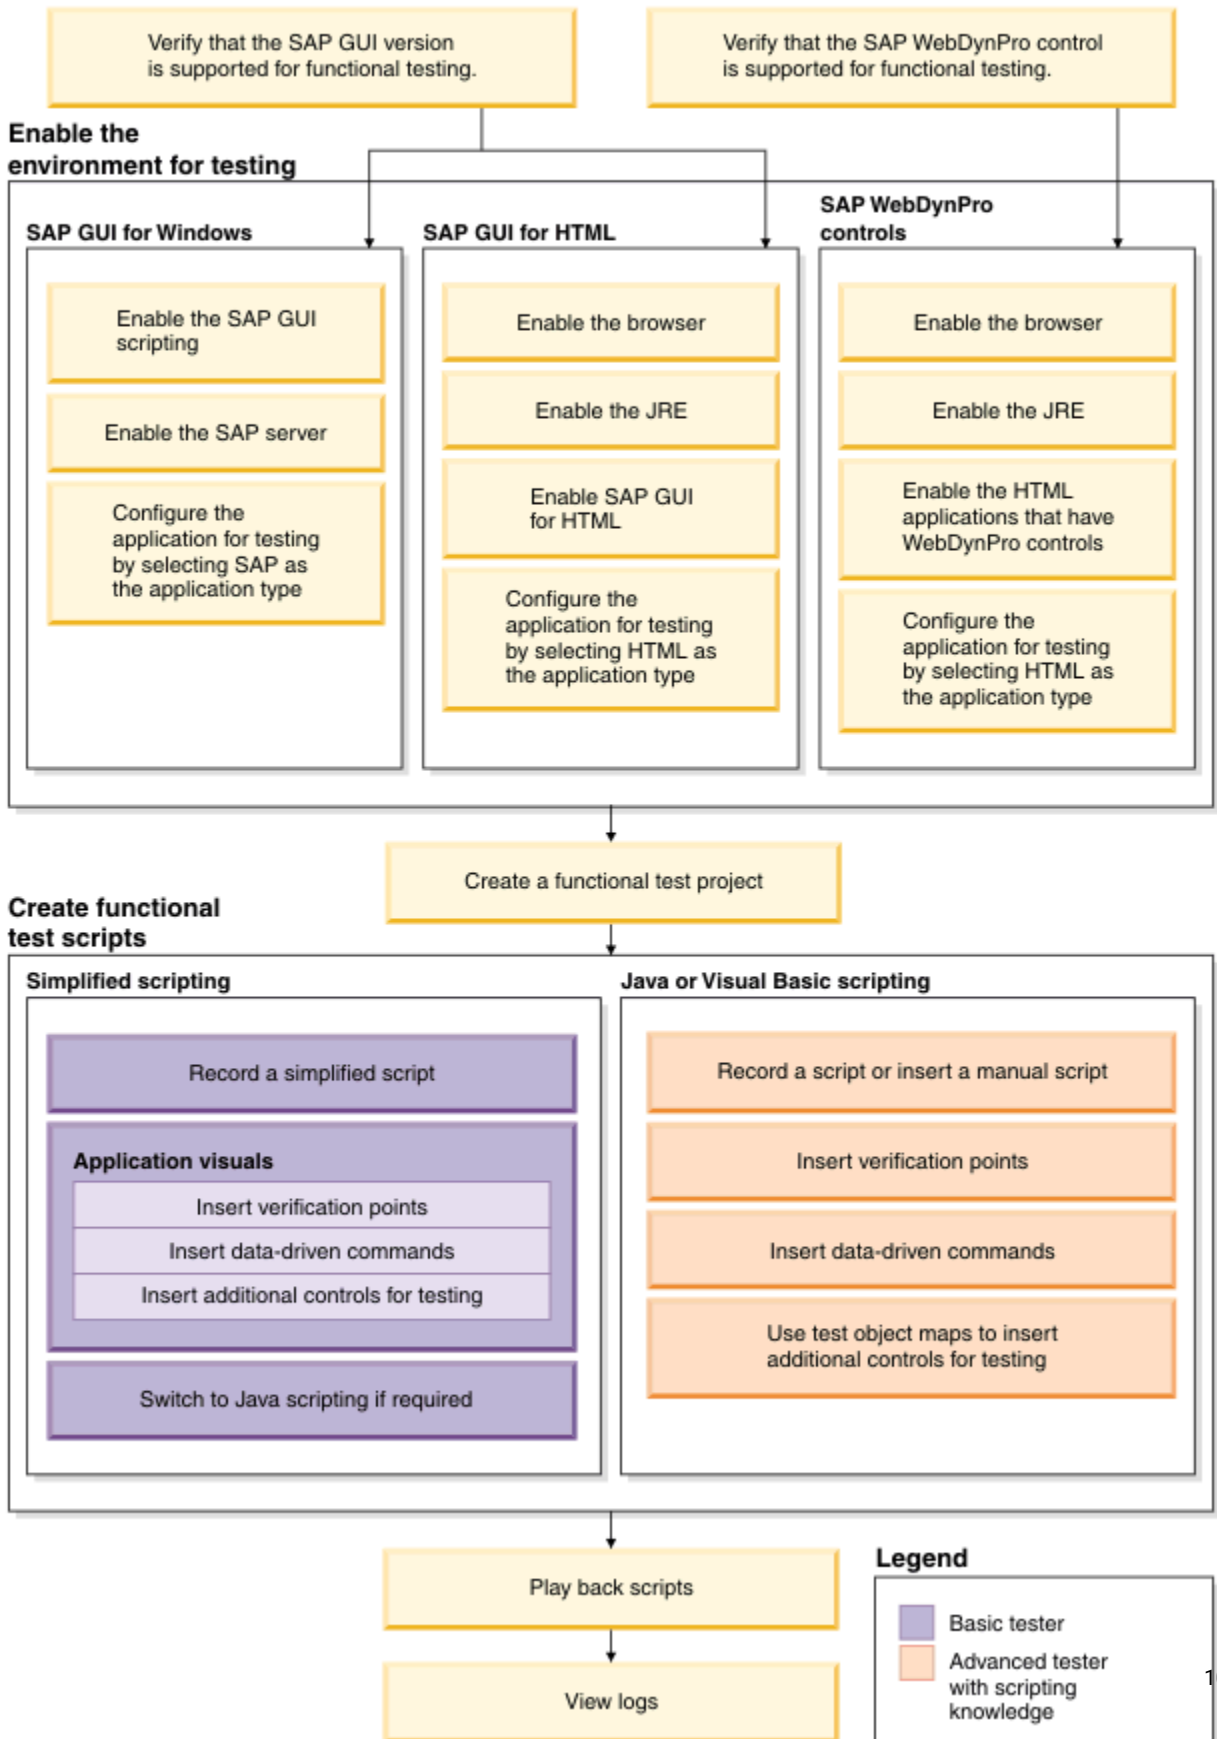 Verify that the SAP GUI version
is supported for functional testing.
Verify that the SAP WebDynPro control
is supported for functional testing.
Enable the
environment for testing
SAP GUI for Windows
Enable the SAP GUI
scripting
Enable the SAP server
Configure the
application for testing
by selecting SAP as
the application type
SAP GUI for HTML
Enable the browser
Enable the JRE
Enable SAP GUI
for HTML
Configure the
application for testing
by selecting HTML as
the application type
SAP WebDynPro
controls
Enable the browser
Enable the JRE
Enable the HTML
applications that have
WebDynPro controls
Configure the
application for testing
by selecting HTML as
the application type
Create a functional test project
Create functional
test scripts
Simplified scripting
Record a simplified script
Application visuals
Insert verification points
Insert data-driven commands
Insert additional controls for testing
Switch to Java scripting if required
Java or Visual Basic scripting
Record a script or insert a manual script
Insert verification points
Insert data-driven commands
Use test object maps to insert
additional controls for testing
Play back scripts
View logs
Legend
Basic tester
Advanced tester
with scripting
knowledge
1